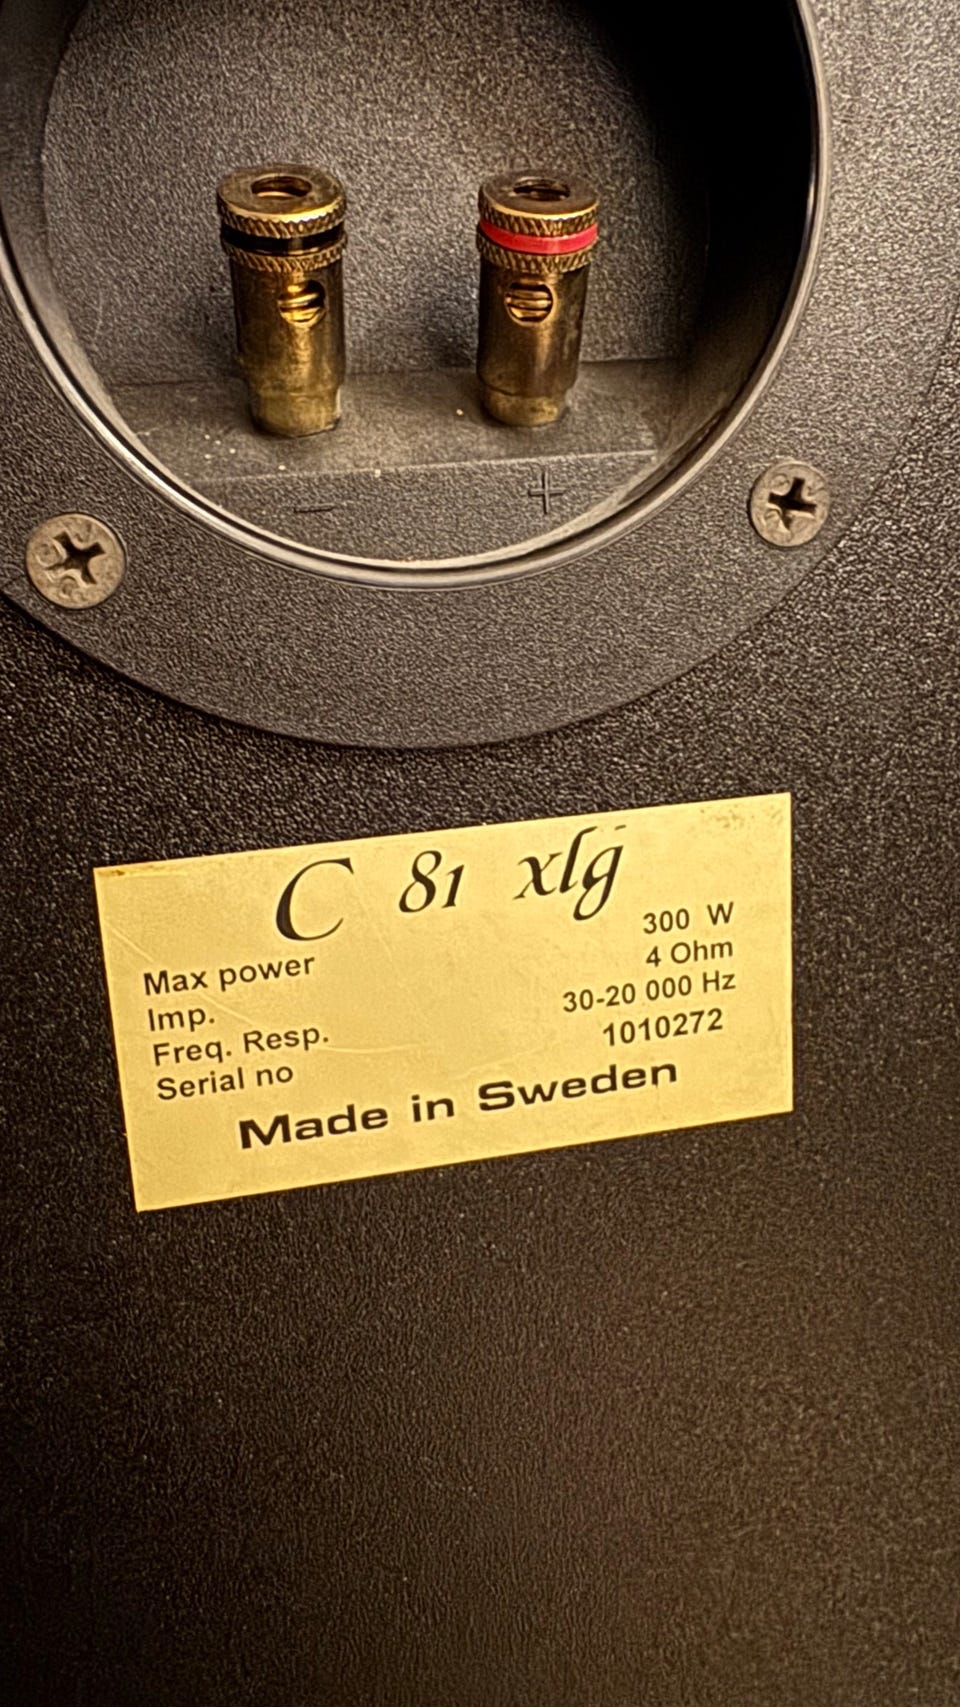 − +
C 81 xlg
Max power 300 W
Imp. 4 Ohm
Freq. Resp. 30-20 000 Hz
Serial no 1010272
Made in Sweden